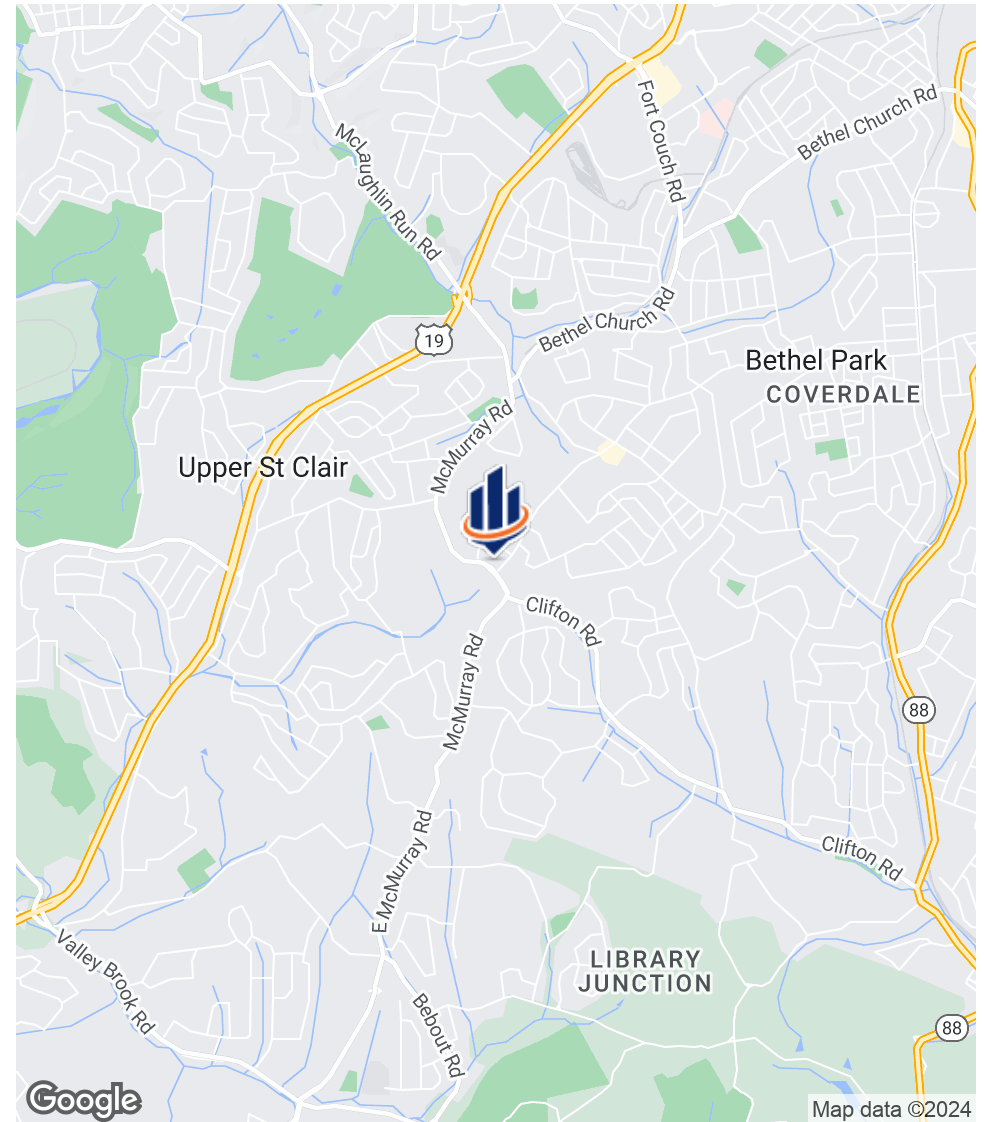 McLaughlin Run Rd
Fort Couch Rd
Bethel Church Rd
19
Bethel Church Rd
Bethel Park
COVERDALE
McMurray Rd
Upper St Clair
Clifton Rd
McMurray Rd
88
E McMurray Rd
Clifton Rd
Valley Brook Rd
LIBRARY
JUNCTION
Bebout Rd
88
Google
Map data ©2024